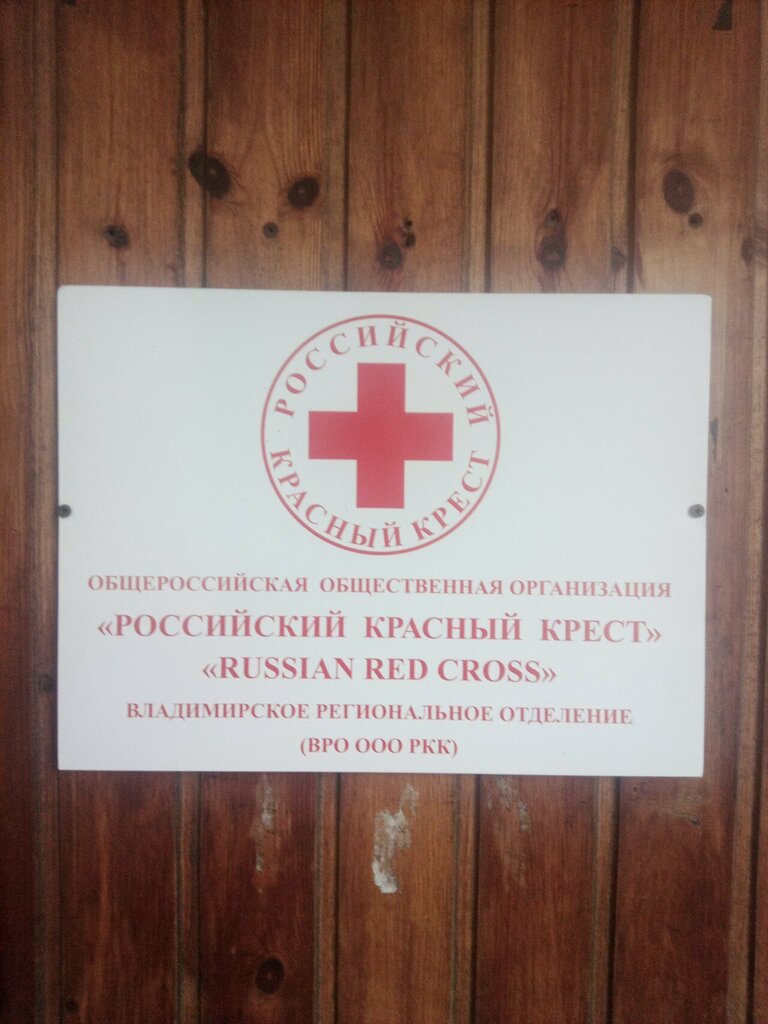 РОССИЙСКИЙ
КРАСНЫЙ КРЕСТ
ОБЩЕРОССИЙСКАЯ ОБЩЕСТВЕННАЯ ОРГАНИЗАЦИЯ
«РОССИЙСКИЙ КРАСНЫЙ КРЕСТ»
«RUSSIAN RED CROSS»
ВЛАДИМИРСКОЕ РЕГИОНАЛЬНОЕ ОТДЕЛЕНИЕ
(ВРО ООО РКК)